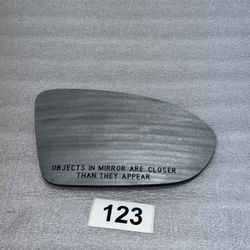 OBJECTS IN MIRROR ARE CLOSER
THAN THEY APPEAR
123